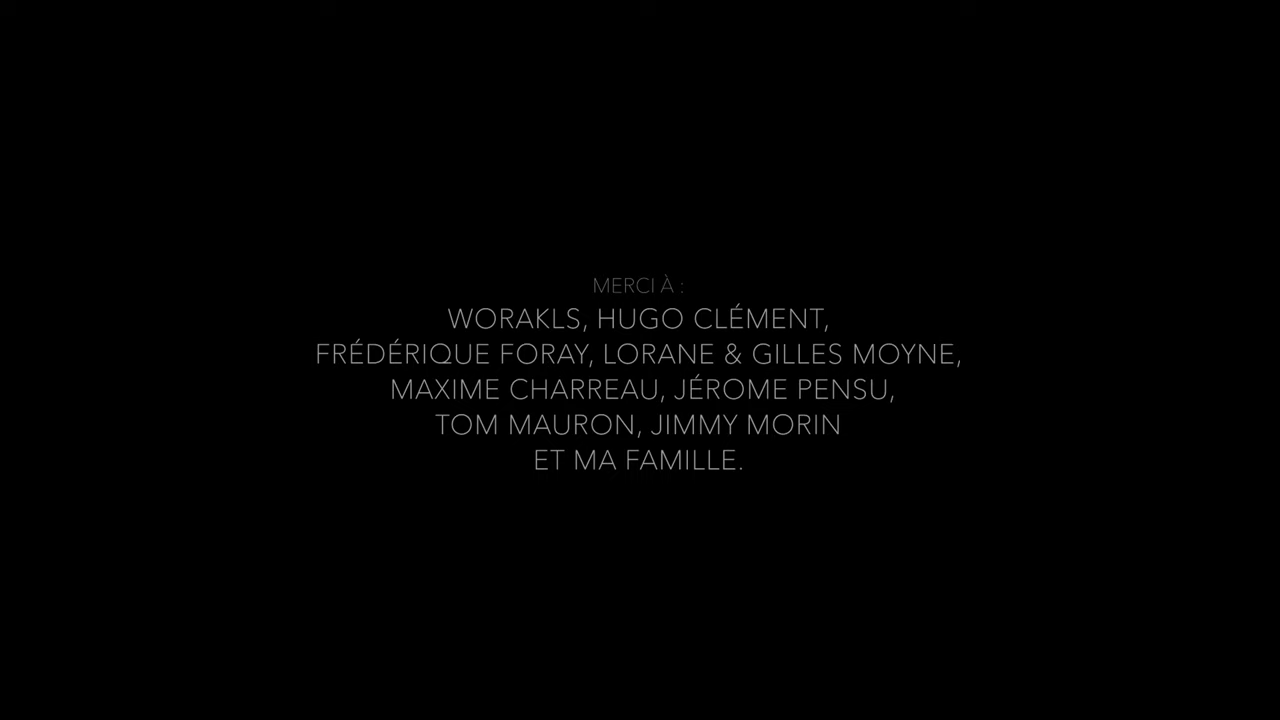 MERCI À :
WORAKLS, HUGO CLÉMENT,
FRÉDÉRIQUE FORAY, LORANE & GILLES MOYNE,
MAXIME CHARREAU, JÉROME PENSU,
TOM MAURON, JIMMY MORIN
ET MA FAMILLE.